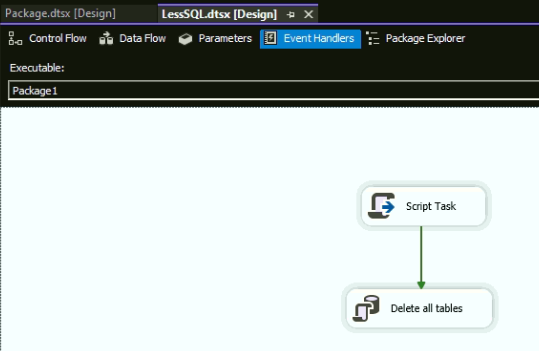 Package.dtsx [Design] LessSQL.dtsx [Design]
Control Flow Data Flow Parameters Event Handlers Package Explorer
Executable:
Package1
Script Task
Delete all tables